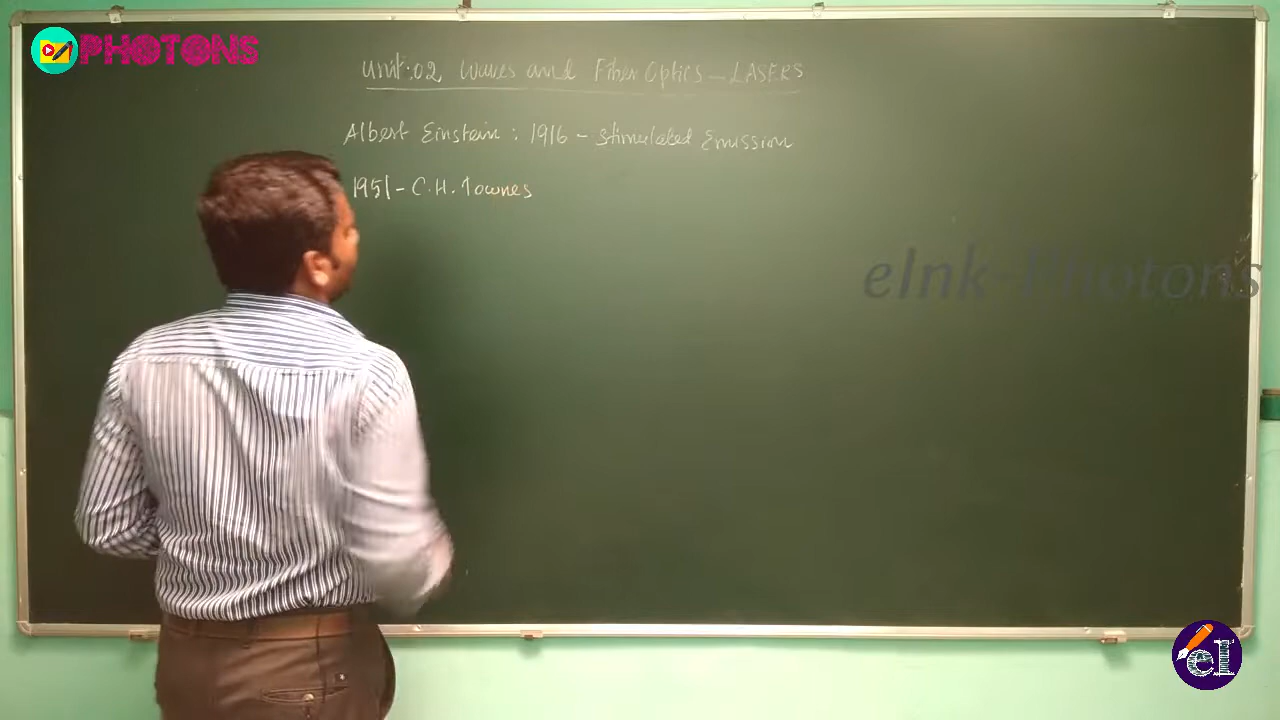 PHOTONS
Unit:02 Waves and Fiber Optics - LASERS
Albert Einstein : 1916 - Stimulated Emission
1951 - C.H. Townes
eInk-Photons
eI